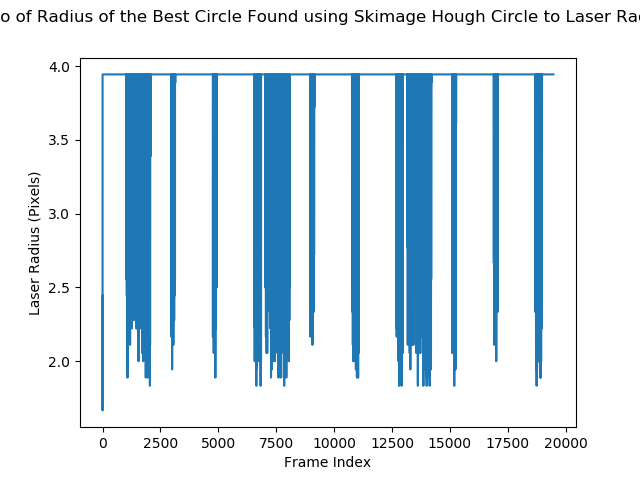 o of Radius of the Best Circle Found using Skimage Hough Circle to Laser Ra
4.0
3.5
3.0
2.5
2.0
Laser Radius (Pixels)
0 2500 5000 7500 10000 12500 15000 17500 20000
Frame Index